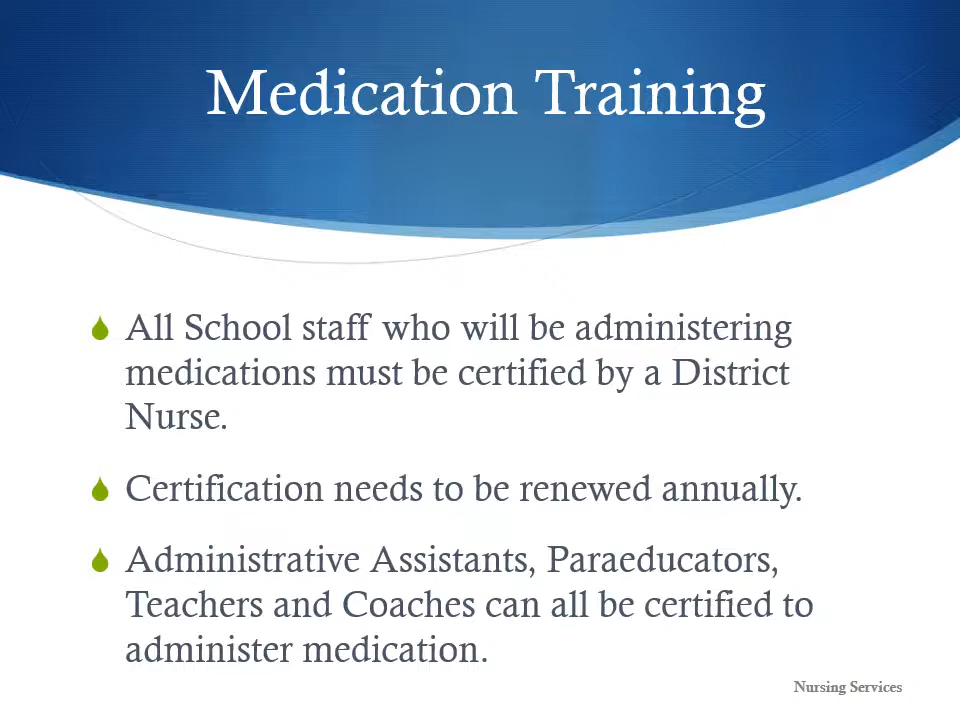 Medication Training
All School staff who will be administering
medications must be certified by a District
Nurse.
Certification needs to be renewed annually.
Administrative Assistants, Paraeducators,
Teachers and Coaches can all be certified to
administer medication.
Nursing Services